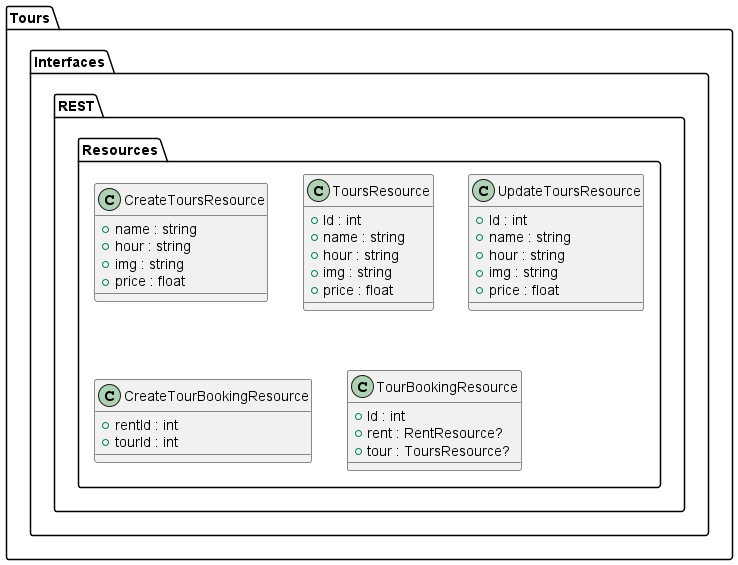 Tours
Interfaces
REST
Resources
C CreateToursResource
name : string
hour : string
img : string
price : float
C ToursResource
Id : int
name : string
hour : string
img : string
price : float
C UpdateToursResource
Id : int
name : string
hour : string
img : string
price : float
C CreateTourBookingResource
rentId : int
tourId : int
C TourBookingResource
Id : int
rent : RentResource?
tour : ToursResource?